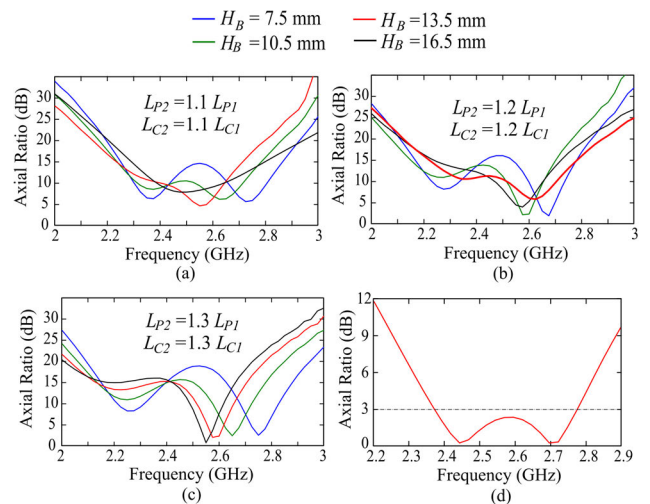 H_B = 7.5 mm
H_B = 13.5 mm
H_B = 10.5 mm
H_B = 16.5 mm
L_P2 =1.1 L_P1
L_C2 =1.1 L_C1
Axial Ratio (dB)
0
5
10
15
20
25
30
2
2.2
2.4
2.6
2.8
3
Frequency (GHz)
(a)
L_P2 =1.2 L_P1
L_C2 =1.2 L_C1
Axial Ratio (dB)
0
5
10
15
20
25
30
2
2.2
2.4
2.6
2.8
3
Frequency (GHz)
(b)
L_P2 =1.3 L_P1
L_C2 =1.3 L_C1
Axial Ratio (dB)
0
5
10
15
20
25
30
2
2.2
2.4
2.6
2.8
3
Frequency (GHz)
(c)
Axial Ratio (dB)
0
3
6
9
12
2.2
2.3
2.4
2.5
2.6
2.7
2.8
2.9
Frequency (GHz)
(d)